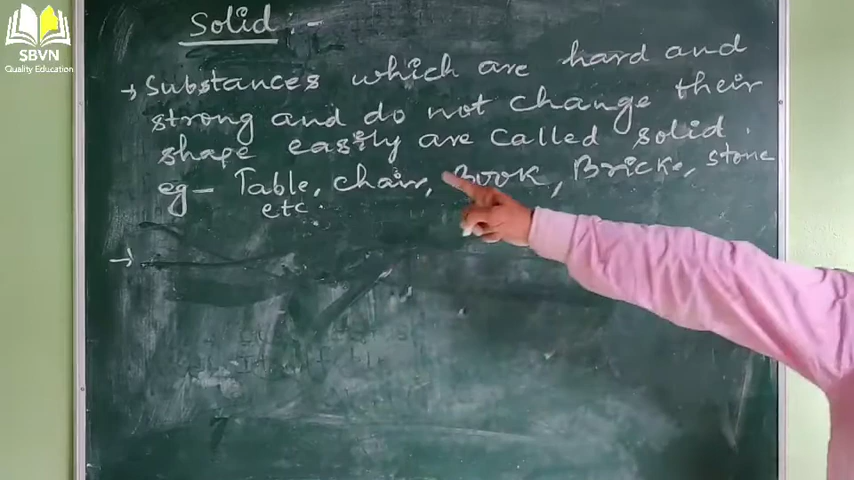 SBVN
Quality Education
Solid :-
→ Substances which are hard and
strong and do not change their
shape easily are called solid.
eg- Table, chair, Book, Brick, stone
etc.
→